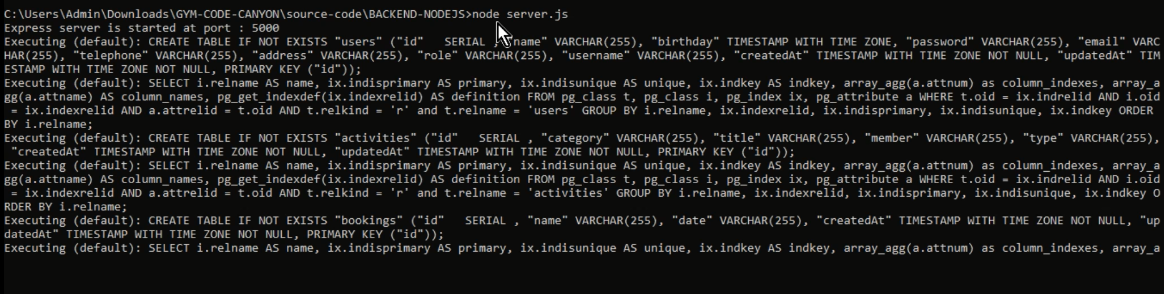 C:\Users\Admin\Downloads\GYM-CODE-CANYON\source-code\BACKEND-NODEJS>node server.js
Express server is started at port : 5000
Executing (default): CREATE TABLE IF NOT EXISTS "users" ("id"   SERIAL , "name" VARCHAR(255), "birthday" TIMESTAMP WITH TIME ZONE, "password" VARCHAR(255), "email" VARC
HAR(255), "telephone" VARCHAR(255), "address" VARCHAR(255), "role" VARCHAR(255), "username" VARCHAR(255), "createdAt" TIMESTAMP WITH TIME ZONE NOT NULL, "updatedAt" TIM
ESTAMP WITH TIME ZONE NOT NULL, PRIMARY KEY ("id"));
Executing (default): SELECT i.relname AS name, ix.indisprimary AS primary, ix.indisunique AS unique, ix.indkey AS indkey, array_agg(a.attnum) as column_indexes, array_a
gg(a.attname) AS column_names, pg_get_indexdef(ix.indexrelid) AS definition FROM pg_class t, pg_class i, pg_index ix, pg_attribute a WHERE t.oid = ix.indrelid AND i.oid
 = ix.indexrelid AND a.attrelid = t.oid AND t.relkind = 'r' and t.relname = 'users' GROUP BY i.relname, ix.indexrelid, ix.indisprimary, ix.indisunique, ix.indkey ORDER
BY i.relname;
Executing (default): CREATE TABLE IF NOT EXISTS "activities" ("id"   SERIAL , "category" VARCHAR(255), "title" VARCHAR(255), "member" VARCHAR(255), "type" VARCHAR(255),
 "createdAt" TIMESTAMP WITH TIME ZONE NOT NULL, "updatedAt" TIMESTAMP WITH TIME ZONE NOT NULL, PRIMARY KEY ("id"));
Executing (default): SELECT i.relname AS name, ix.indisprimary AS primary, ix.indisunique AS unique, ix.indkey AS indkey, array_agg(a.attnum) as column_indexes, array_a
gg(a.attname) AS column_names, pg_get_indexdef(ix.indexrelid) AS definition FROM pg_class t, pg_class i, pg_index ix, pg_attribute a WHERE t.oid = ix.indrelid AND i.oid
 = ix.indexrelid AND a.attrelid = t.oid AND t.relkind = 'r' and t.relname = 'activities' GROUP BY i.relname, ix.indexrelid, ix.indisprimary, ix.indisunique, ix.indkey O
RDER BY i.relname;
Executing (default): CREATE TABLE IF NOT EXISTS "bookings" ("id"   SERIAL , "name" VARCHAR(255), "date" VARCHAR(255), "createdAt" TIMESTAMP WITH TIME ZONE NOT NULL, "up
datedAt" TIMESTAMP WITH TIME ZONE NOT NULL, PRIMARY KEY ("id"));
Executing (default): SELECT i.relname AS name, ix.indisprimary AS primary, ix.indisunique AS unique, ix.indkey AS indkey, array_agg(a.attnum) as column_indexes, array_a